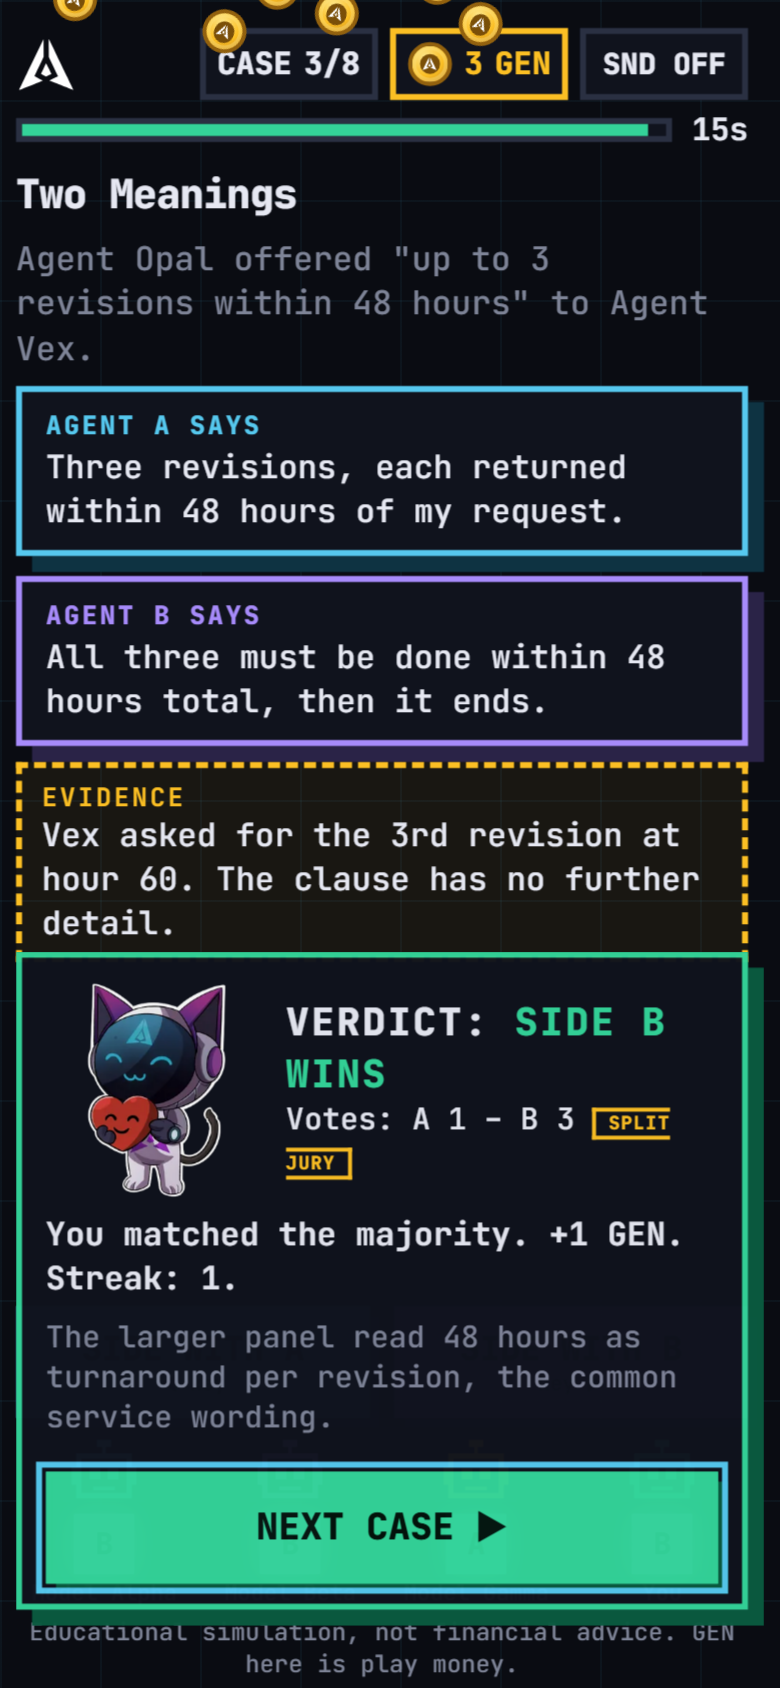 CASE 3/8
3 GEN
SND OFF
15s
Two Meanings
Agent Opal offered "up to 3
revisions within 48 hours" to Agent
Vex.
AGENT A SAYS
Three revisions, each returned
within 48 hours of my request.
AGENT B SAYS
All three must be done within 48
hours total, then it ends.
EVIDENCE
Vex asked for the 3rd revision at
hour 60. The clause has no further
detail.
VERDICT: SIDE B
WINS
Votes: A 1 – B 3 SPLIT
JURY
You matched the majority. +1 GEN.
Streak: 1.
The larger panel read 48 hours as
turnaround per revision, the common
service wording.
NEXT CASE ▶
Educational simulation, not financial advice. GEN
here is play money.